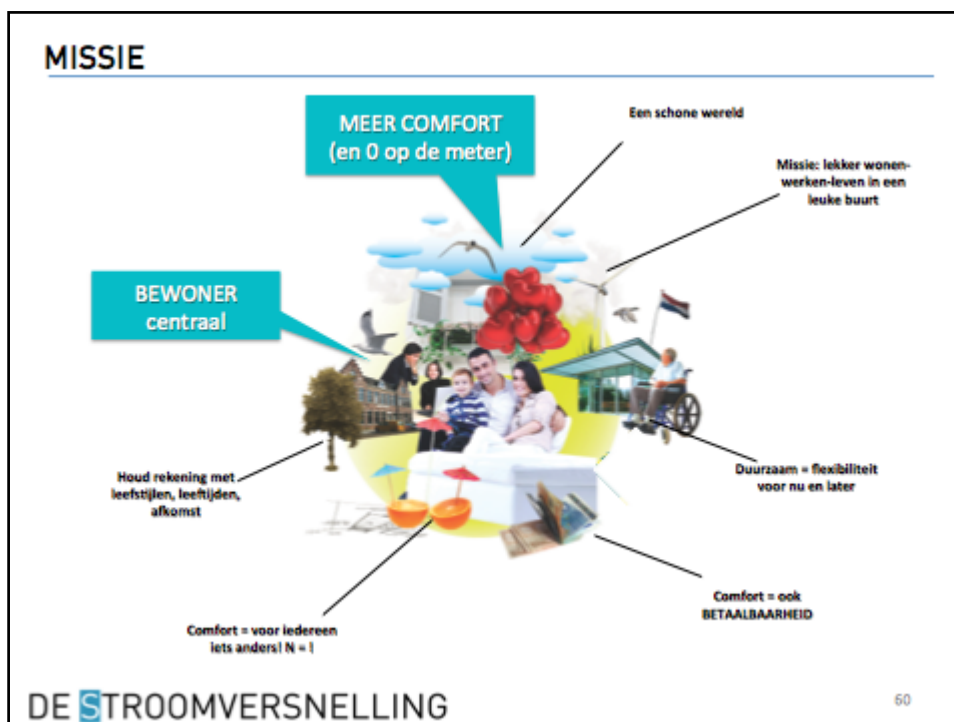 MISSIE
MEER COMFORT
(en 0 op de meter)
Een schone wereld
Missie: lekker wonen-
werken-leven in een
leuke buurt
BEWONER
centraal
Houd rekening met
leefstijlen, leeftijden,
afkomst
Duurzaam = flexibiliteit
voor nu en later
Comfort = ook
BETAALBAARHEID
Comfort = voor iedereen
iets anders! N = !
DE STROOMVERSNELLING
60